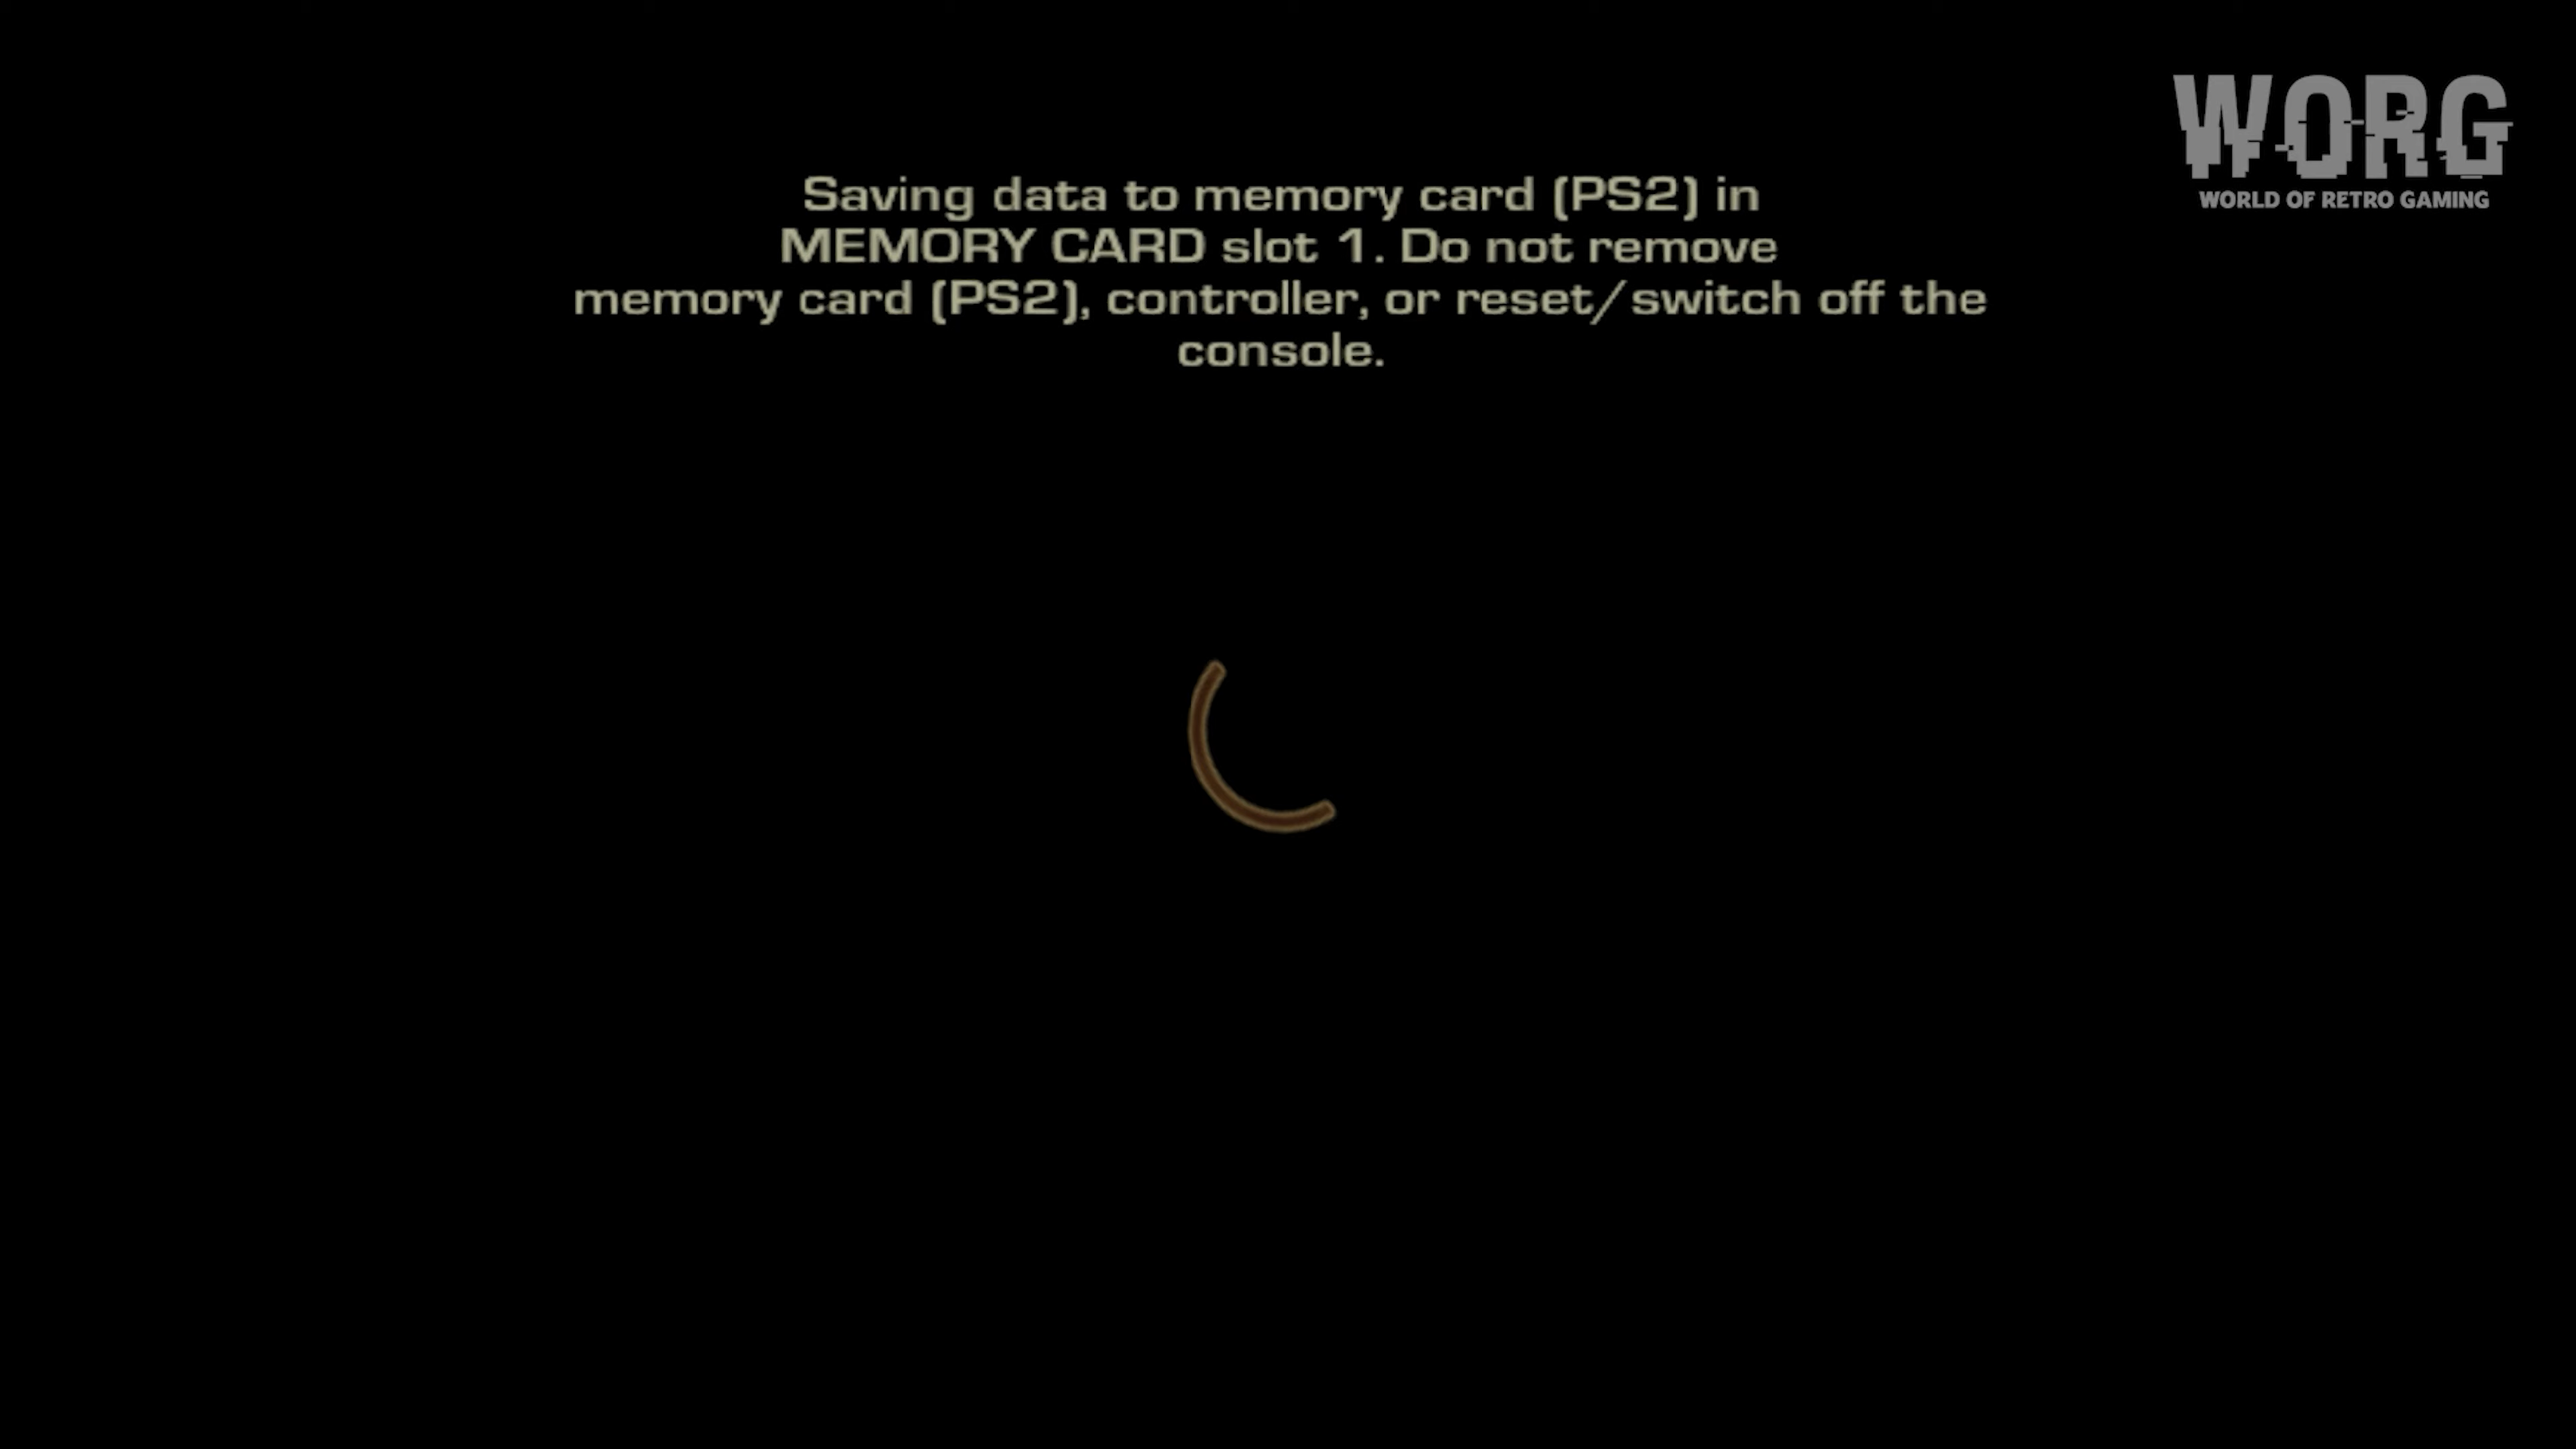 WORG
WORLD OF RETRO GAMING
Saving data to memory card (PS2) in
MEMORY CARD slot 1. Do not remove
memory card (PS2), controller, or reset/switch off the
console.